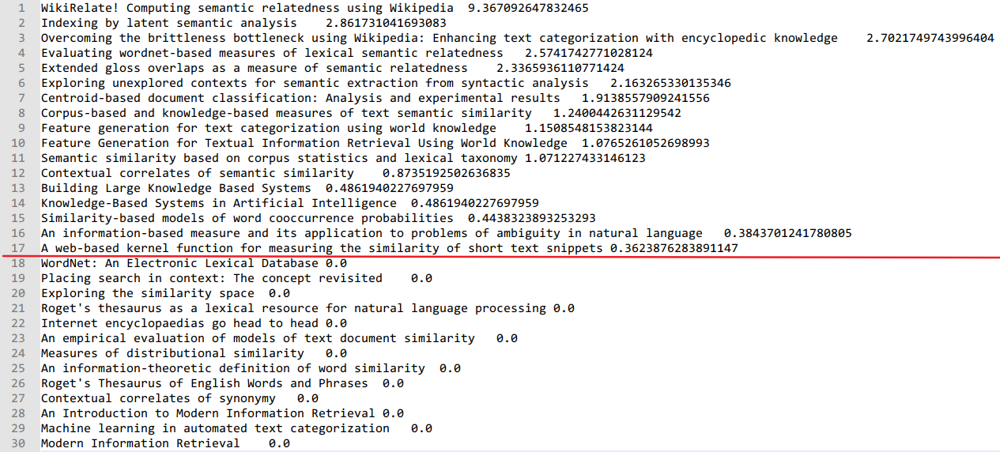 1 WikiRelate! Computing semantic relatedness using Wikipedia 9.367092647832465
2 Indexing by latent semantic analysis 2.861731041693083
3 Overcoming the brittleness bottleneck using Wikipedia: Enhancing text categorization with encyclopedic knowledge 2.7021749743996404
4 Evaluating wordnet-based measures of lexical semantic relatedness 2.5741742771028124
5 Extended gloss overlaps as a measure of semantic relatedness 2.3365936110771424
6 Exploring unexplored contexts for semantic extraction from syntactic analysis 2.163265330135346
7 Centroid-based document classification: Analysis and experimental results 1.9138557909241556
8 Corpus-based and knowledge-based measures of text semantic similarity 1.2400442631129542
9 Feature generation for text categorization using world knowledge 1.1508548153823144
10 Feature Generation for Textual Information Retrieval Using World Knowledge 1.0765261052698993
11 Semantic similarity based on corpus statistics and lexical taxonomy 1.071227433146123
12 Contextual correlates of semantic similarity 0.8735192502636835
13 Building Large Knowledge Based Systems 0.4861940227697959
14 Knowledge-Based Systems in Artificial Intelligence 0.4861940227697959
15 Similarity-based models of word cooccurrence probabilities 0.4438323893253293
16 An information-based measure and its application to problems of ambiguity in natural language 0.3843701241780805
17 A web-based kernel function for measuring the similarity of short text snippets 0.3623876283891147
18 WordNet: An Electronic Lexical Database 0.0
19 Placing search in context: The concept revisited 0.0
20 Exploring the similarity space 0.0
21 Roget's thesaurus as a lexical resource for natural language processing 0.0
22 Internet encyclopaedias go head to head 0.0
23 An empirical evaluation of models of text document similarity 0.0
24 Measures of distributional similarity 0.0
25 An information-theoretic definition of word similarity 0.0
26 Roget's Thesaurus of English Words and Phrases 0.0
27 Contextual correlates of synonymy 0.0
28 An Introduction to Modern Information Retrieval 0.0
29 Machine learning in automated text categorization 0.0
30 Modern Information Retrieval 0.0